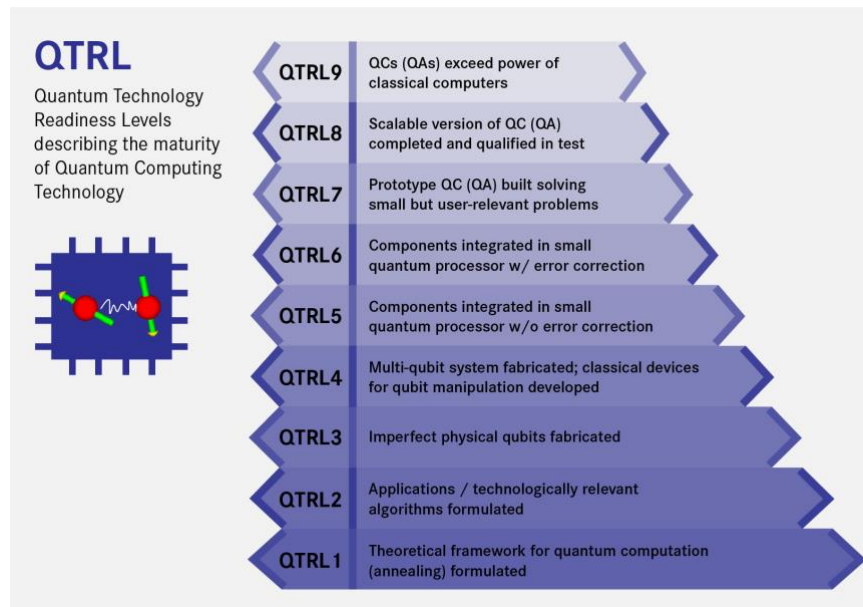 QTRL
Quantum Technology
Readiness Levels
describing the maturity
of Quantum Computing
Technology
QTRL9
QCs (QAs) exceed power of
classical computers
QTRL8
Scalable version of QC (QA)
completed and qualified in test
QTRL7
Prototype QC (QA) built solving
small but user-relevant problems
QTRL6
Components integrated in small
quantum processor w/ error correction
QTRL5
Components integrated in small
quantum processor w/o error correction
QTRL4
Multi-qubit system fabricated; classical devices
for qubit manipulation developed
QTRL3
Imperfect physical qubits fabricated
QTRL2
Applications / technologically relevant
algorithms formulated
QTRL1
Theoretical framework for quantum computation
(annealing) formulated